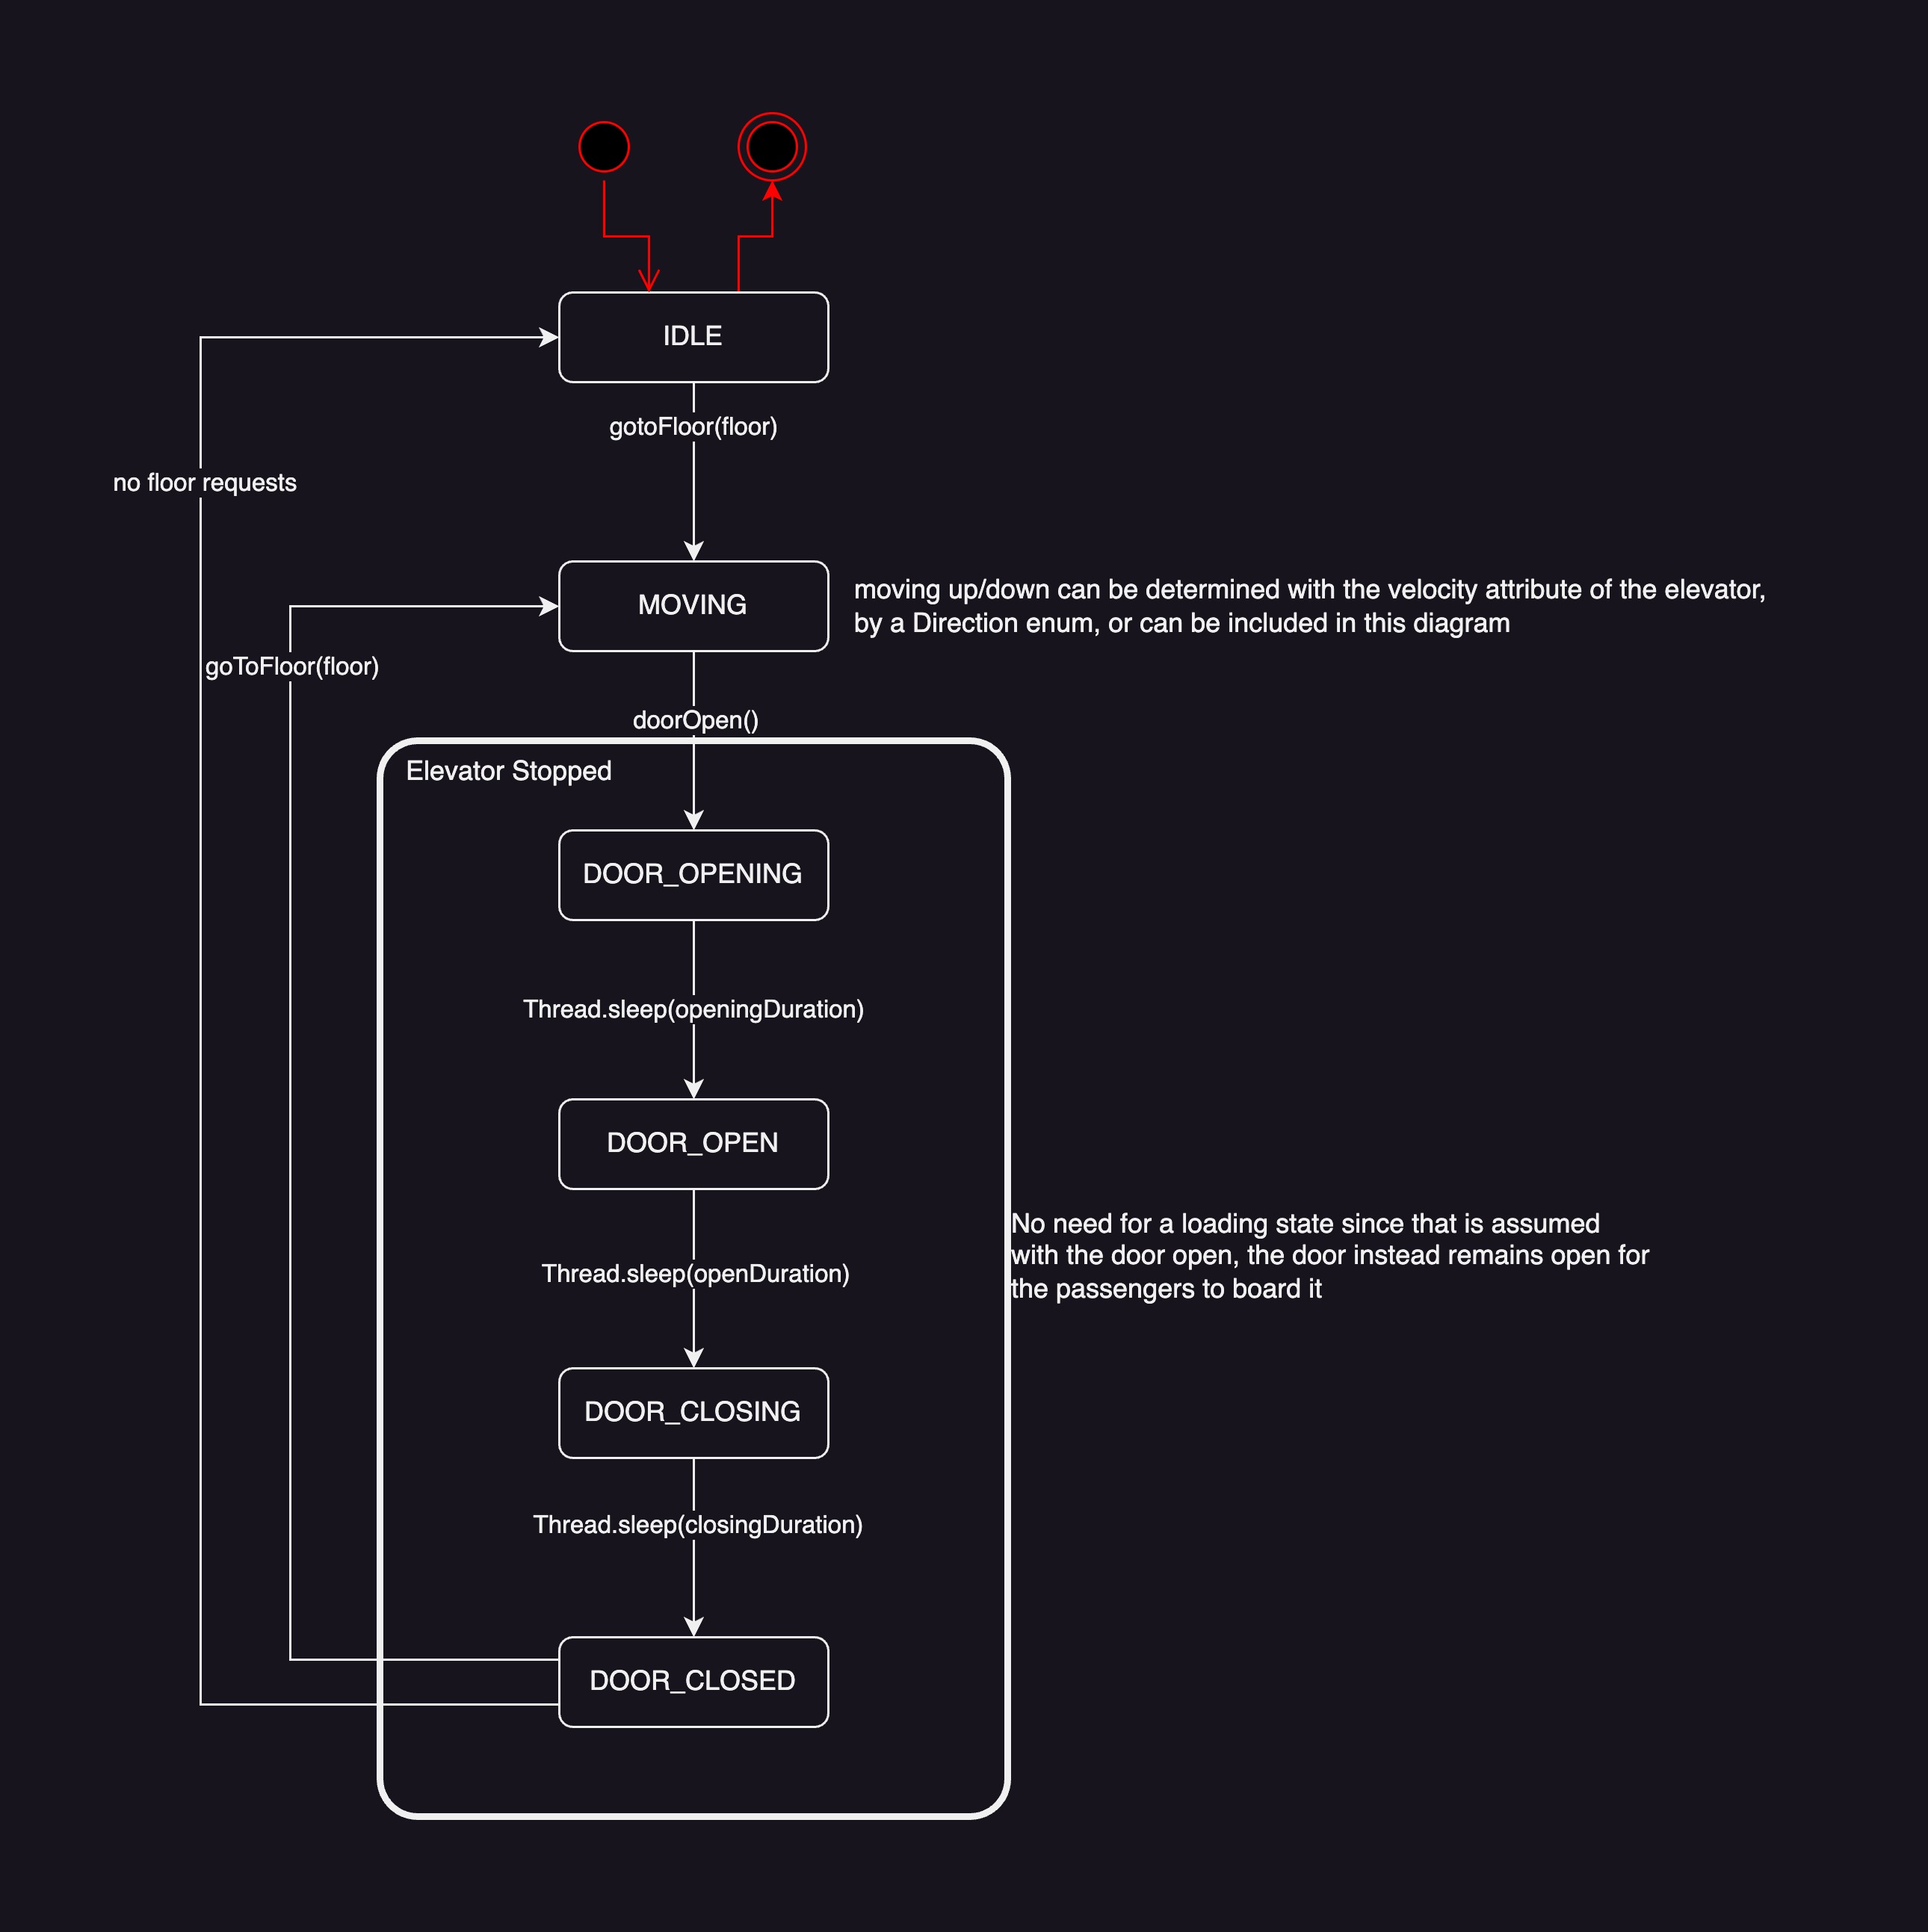 IDLE
gotoFloor(floor)
no floor requests
MOVING
moving up/down can be determined with the velocity attribute of the elevator,
by a Direction enum, or can be included in this diagram
goToFloor(floor)
doorOpen()
Elevator Stopped
DOOR_OPENING
Thread.sleep(openingDuration)
DOOR_OPEN
No need for a loading state since that is assumed
with the door open, the door instead remains open for
the passengers to board it
Thread.sleep(openDuration)
DOOR_CLOSING
Thread.sleep(closingDuration)
DOOR_CLOSED